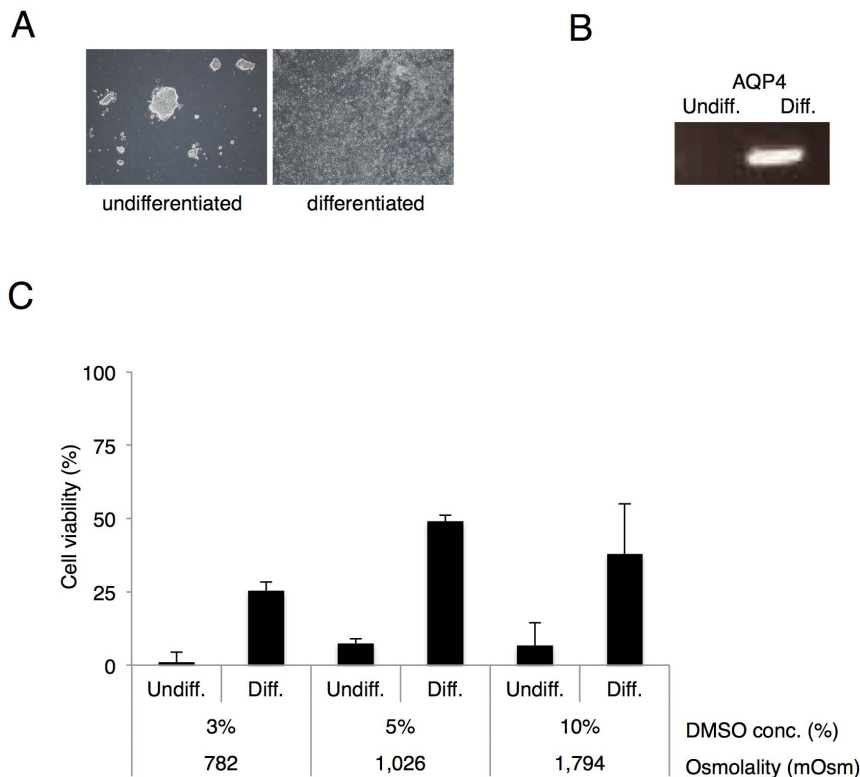 A
undifferentiated differentiated
B
AQP4
Undiff. Diff.
C
Cell viability (%)
100
75
50
25
0
Undiff. Diff. Undiff. Diff. Undiff. Diff.
3% 5% 10% DMSO conc. (%)
782 1,026 1,794 Osmolality (mOsm)